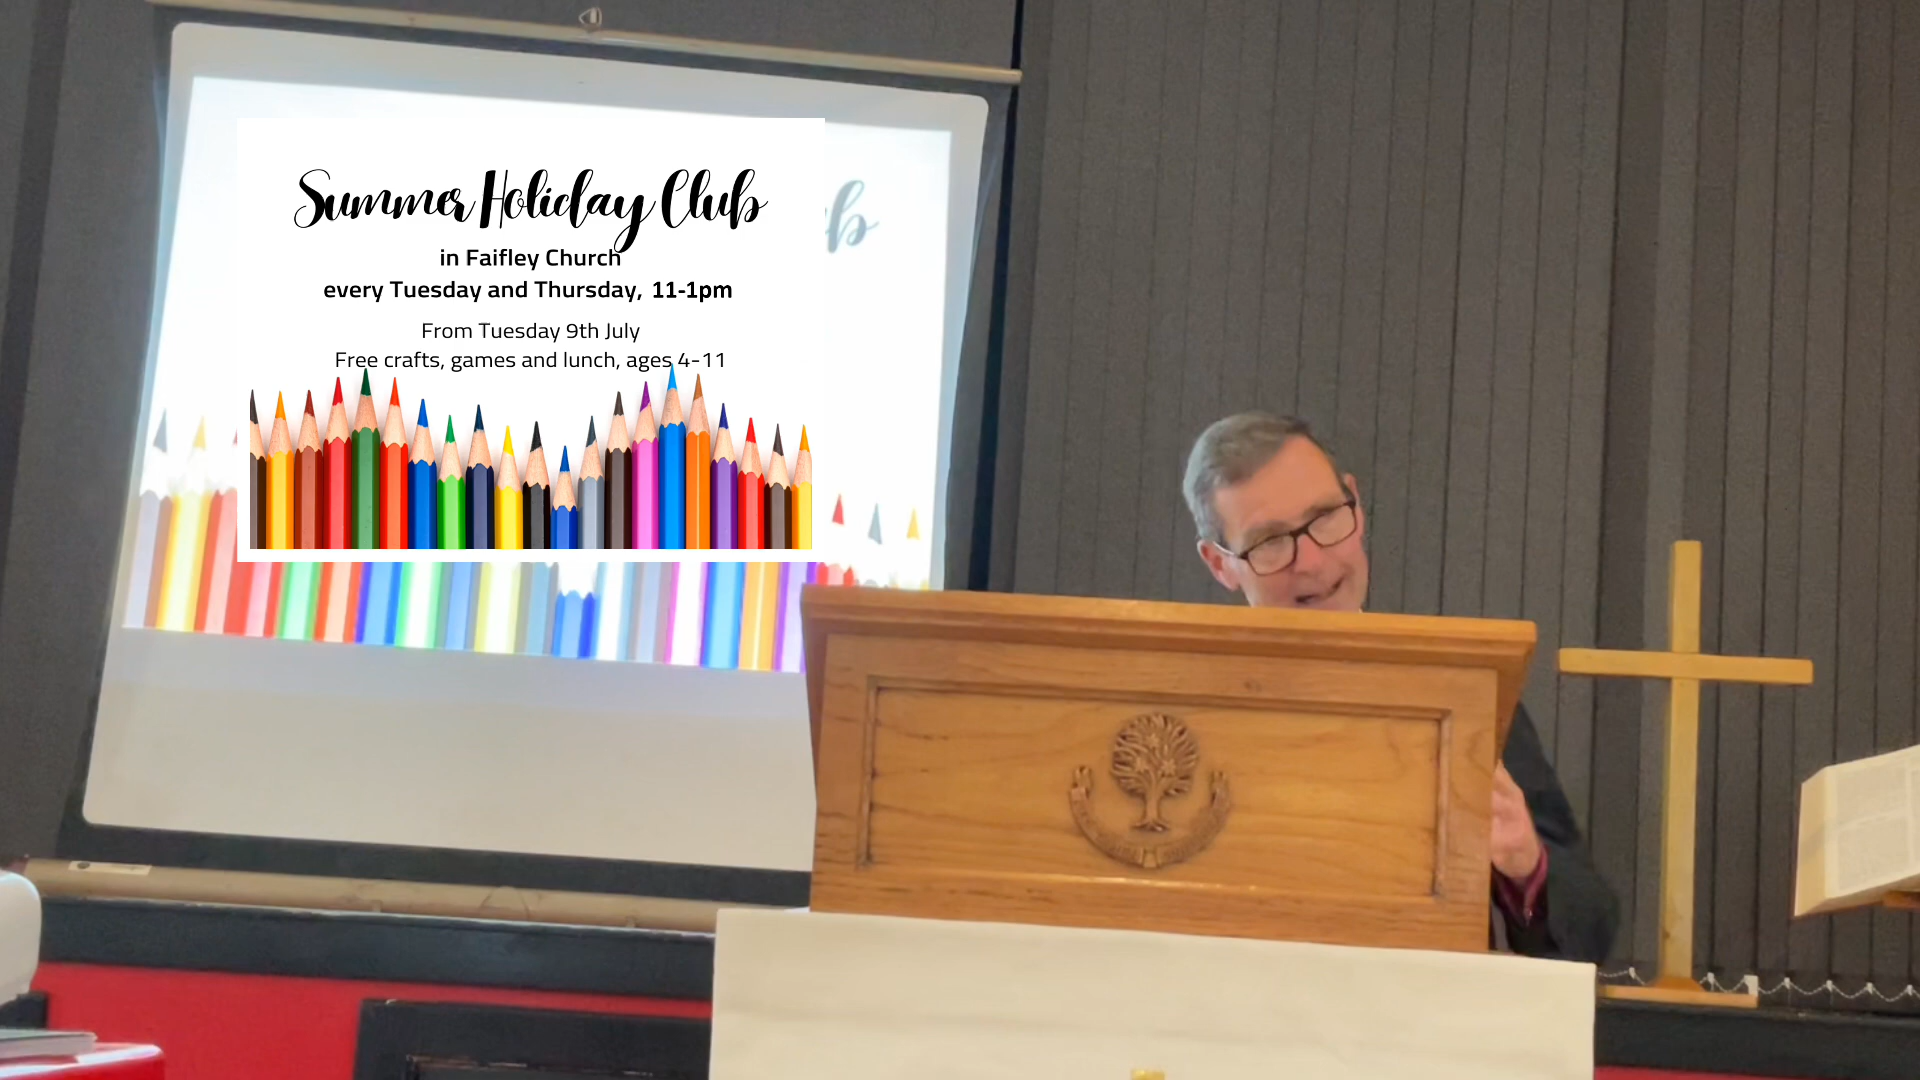 Summer Holiday Club
in Faifley Church
every Tuesday and Thursday, 11-1pm
From Tuesday 9th July
Free crafts, games and lunch, ages 4-11
ub